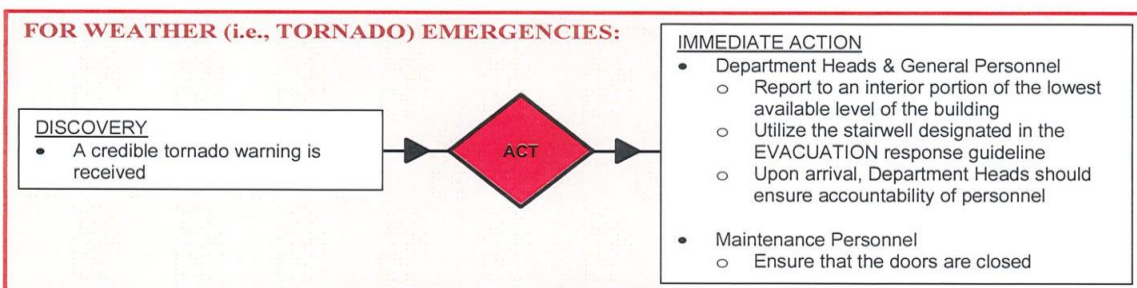 FOR WEATHER (i.e., TORNADO) EMERGENCIES:
DISCOVERY
• A credible tornado warning is
received
ACT
IMMEDIATE ACTION
• Department Heads & General Personnel
o Report to an interior portion of the lowest
available level of the building
o Utilize the stairwell designated in the
EVACUATION response guideline
o Upon arrival, Department Heads should
ensure accountability of personnel
• Maintenance Personnel
o Ensure that the doors are closed